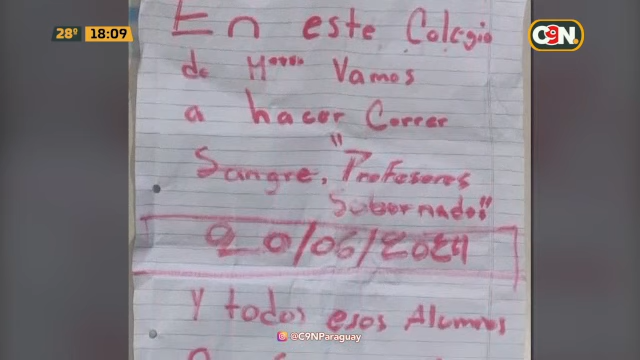 28º 18:09
C9N
En este Colegio
de M**** Vamos
a hacer Correr
Sangre, "Profesores
Sobornados"
20/06/2024
Y todos esos Alumnos
@C9NParaguay